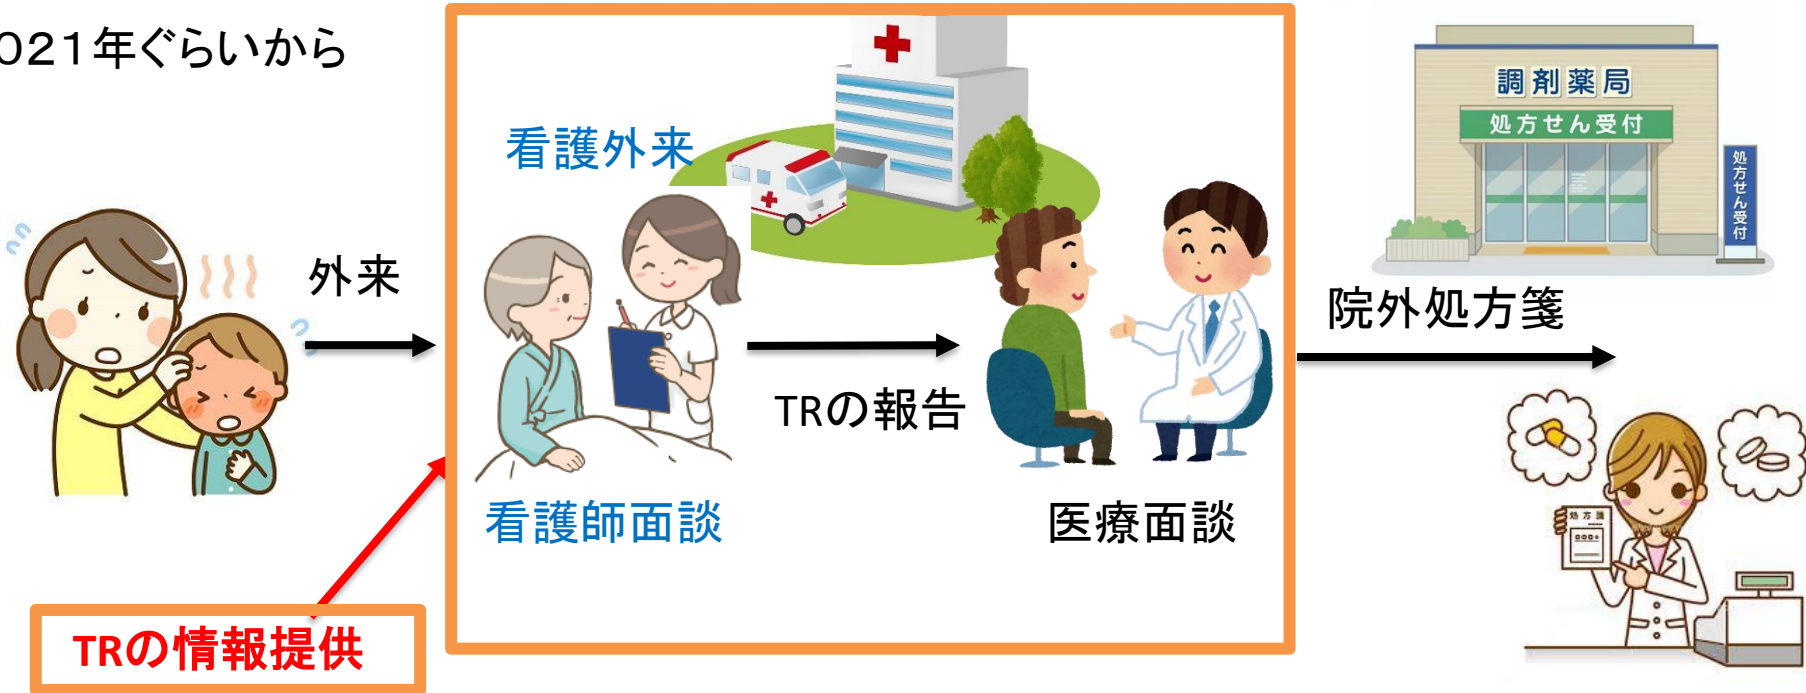 021年ぐらいから
調剤薬局
処方せん受付
処方せん受付
看護外来
外来
院外処方箋
TRの報告
看護師面談
医療面談
処方箋
TRの情報提供